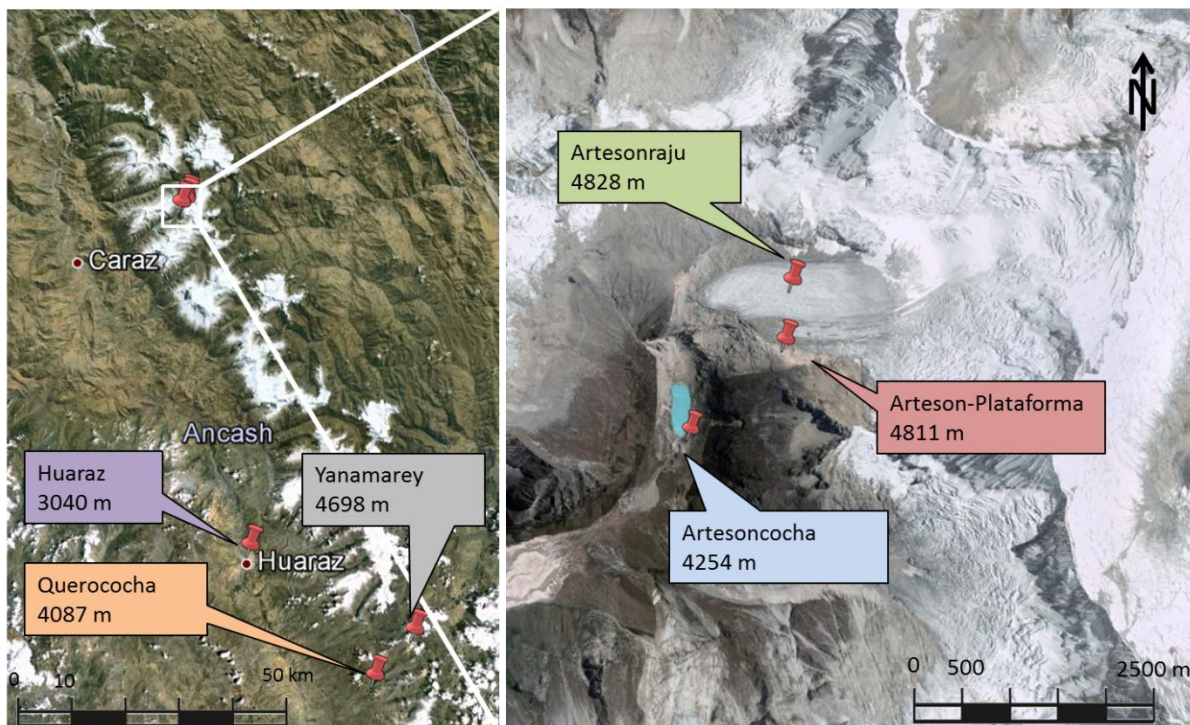 Caraz
Ancash
Huaraz
3040 m
Yanamarey
4698 m
Huaraz
Querococha
4087 m
0 10 50 km
N
Artesonraju
4828 m
Arteson-Plataforma
4811 m
Artesoncocha
4254 m
0 500 2500 m